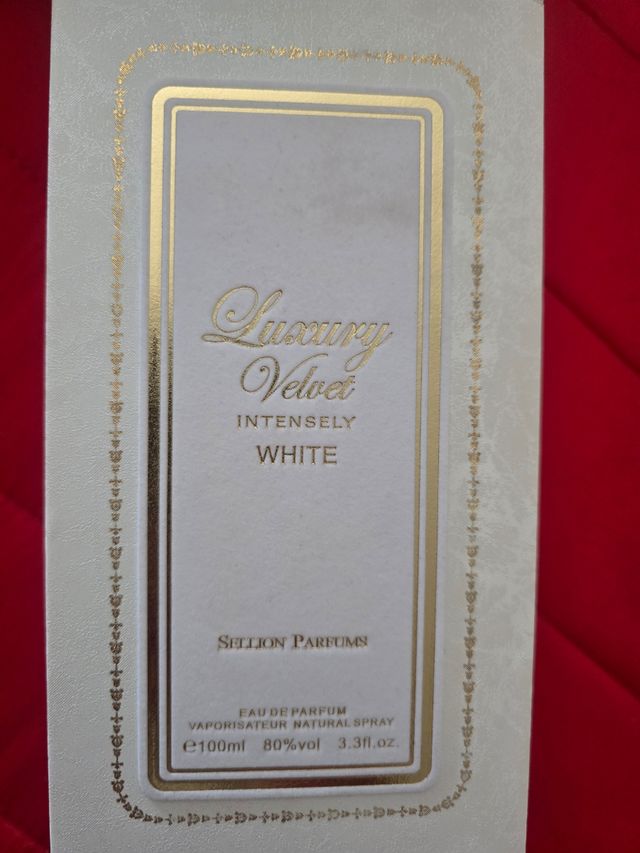 Luxury
Velvet
INTENSELY
WHITE
SELLION PARFUMS
EAU DE PARFUM
VAPORISATEUR NATURAL SPRAY
℮100ml 80%vol 3.3fl.oz.